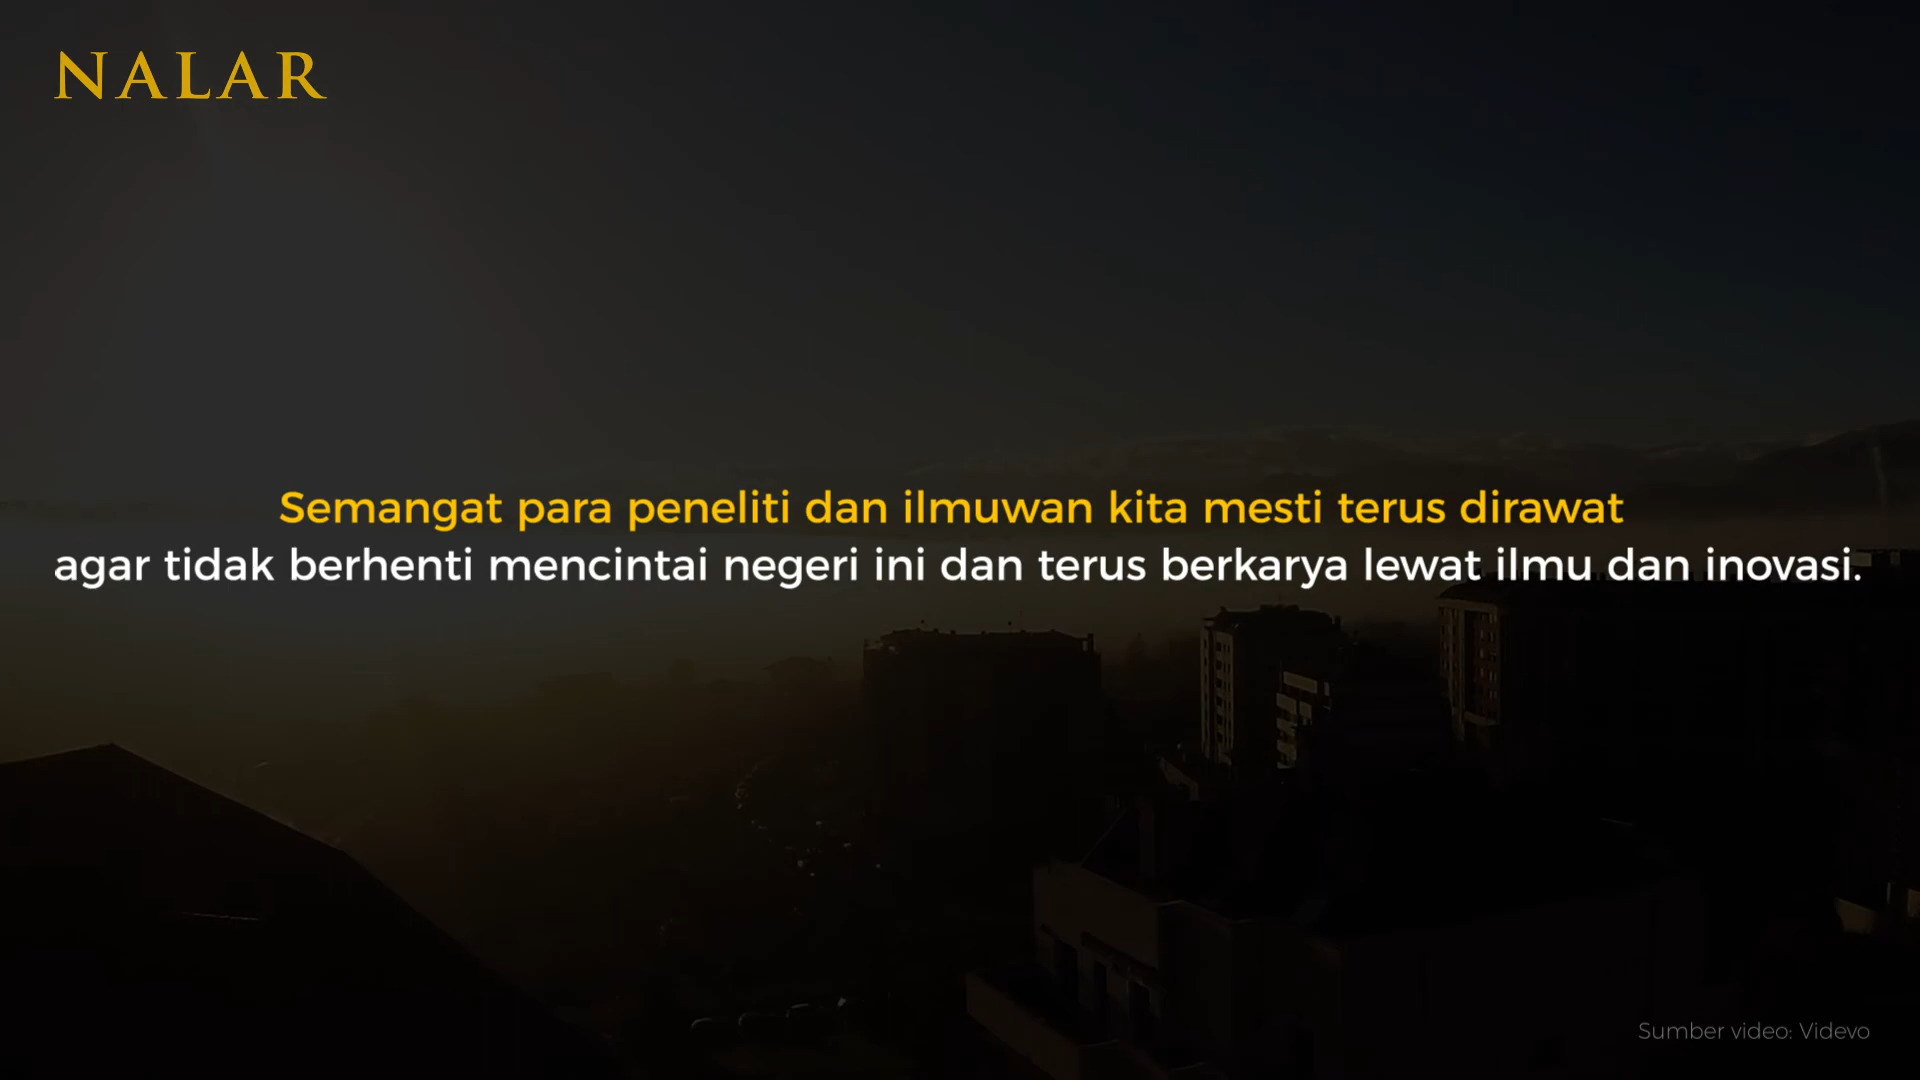 NALAR
Semangat para peneliti dan ilmuwan kita mesti terus dirawat
agar tidak berhenti mencintai negeri ini dan terus berkarya lewat ilmu dan inovasi.
Sumber video: Videvo